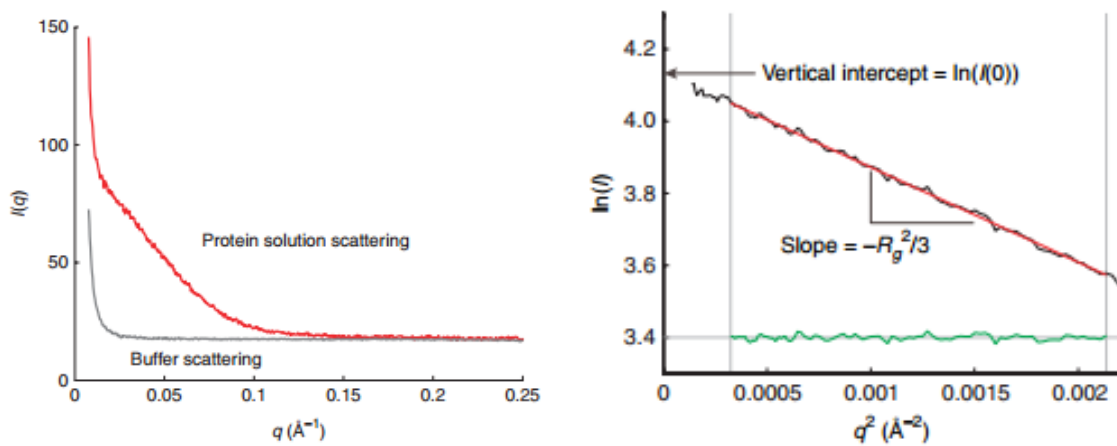 150
100
50
0
I(q)
Protein solution scattering
Buffer scattering
0 0.05 0.1 0.15 0.2 0.25
q (Å⁻¹)
4.2
4.0
3.8
3.6
3.4
ln(I)
Vertical intercept = ln(I(0))
Slope = −R_g²/3
0 0.0005 0.001 0.0015 0.002
q² (Å⁻²)